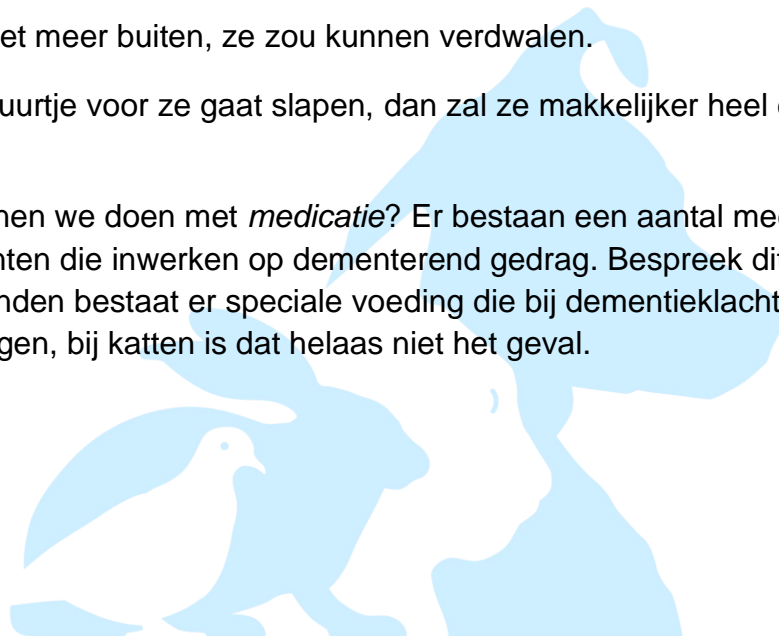 et meer buiten, ze zou kunnen verdwalen.
uurtje voor ze gaat slapen, dan zal ze makkelijker heel
nen we doen met medicatie? Er bestaan een aantal me
nten die inwerken op dementerend gedrag. Bespreek di
nden bestaat er speciale voeding die bij dementieklacht
gen, bij katten is dat helaas niet het geval.